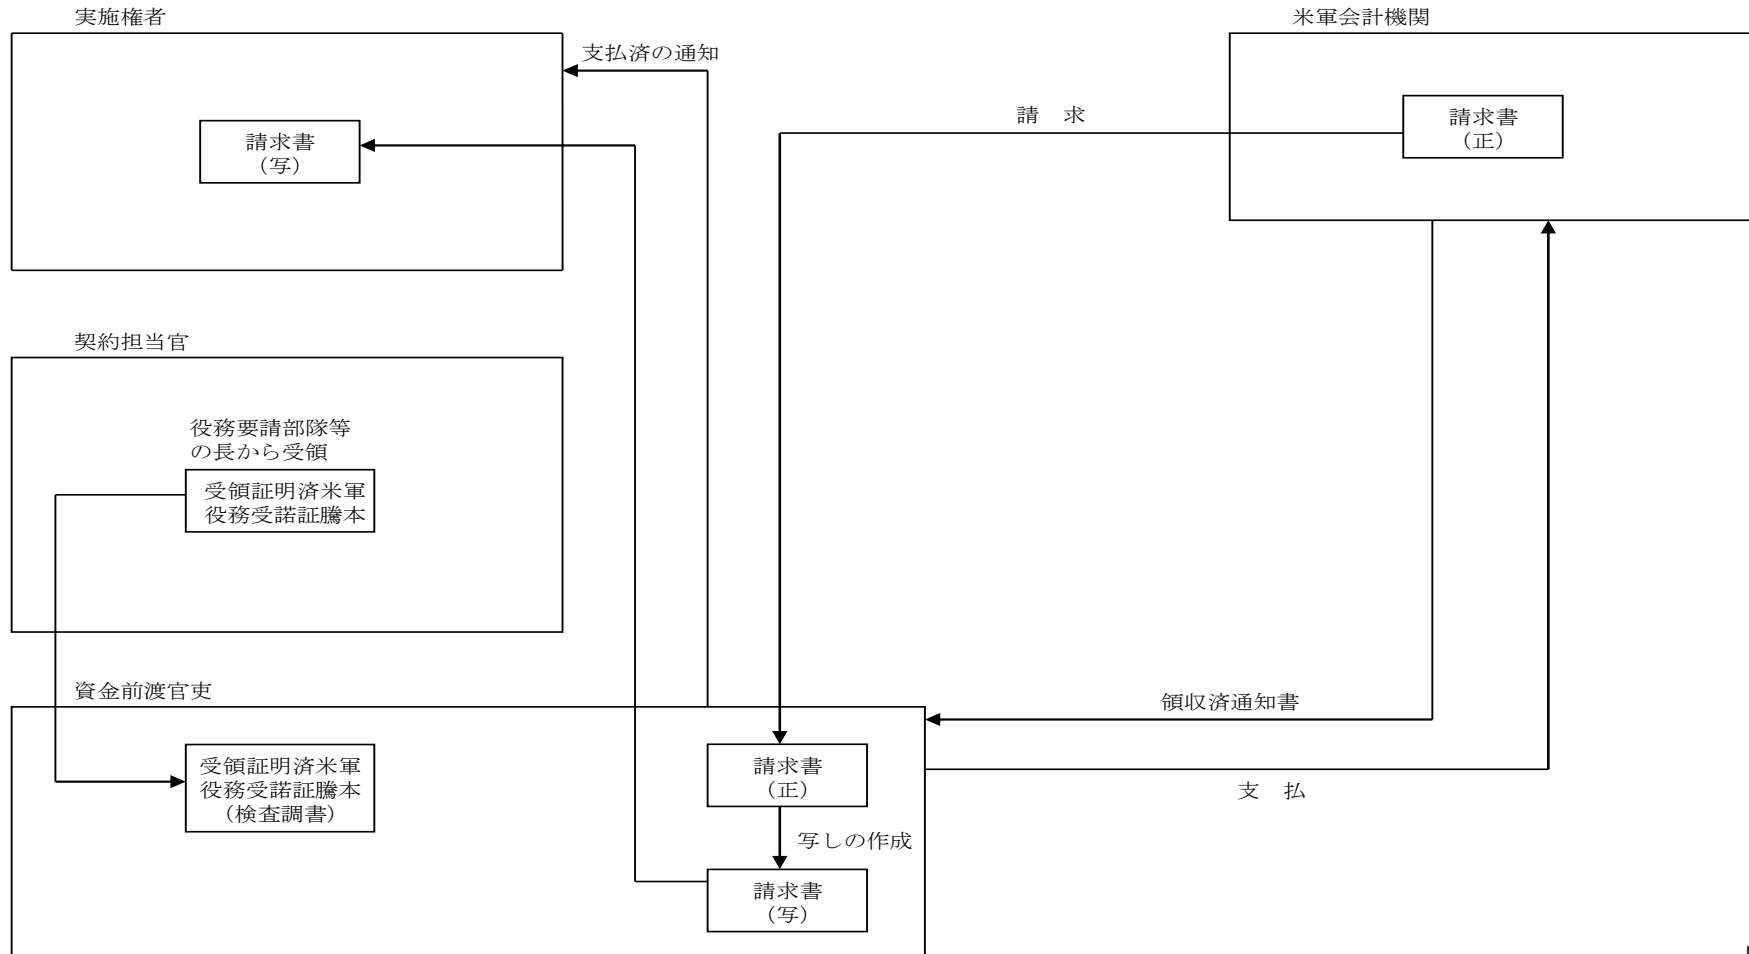 実施権者
米軍会計機関
支払済の通知
請求書
（写）
請　求
請求書
（正）
契約担当官
役務要請部隊等
の長から受領
受領証明済米軍
役務受諾証騰本
資金前渡官吏
領収済通知書
受領証明済米軍
役務受諾証騰本
（検査調書）
請求書
（正）
支　払
写しの作成
請求書
（写）